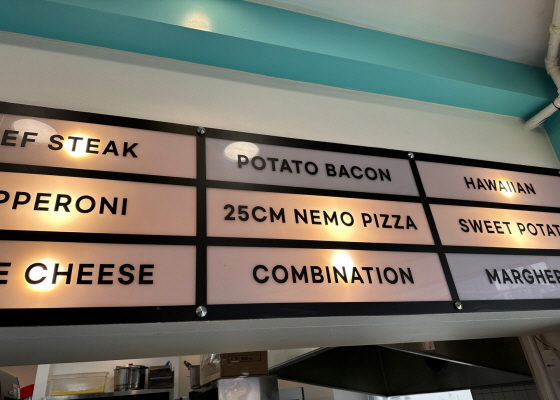 EF STEAK
POTATO BACON
HAWAIIAN
PPERONI
25CM NEMO PIZZA
SWEET POTAT
E CHEESE
COMBINATION
MARGHER